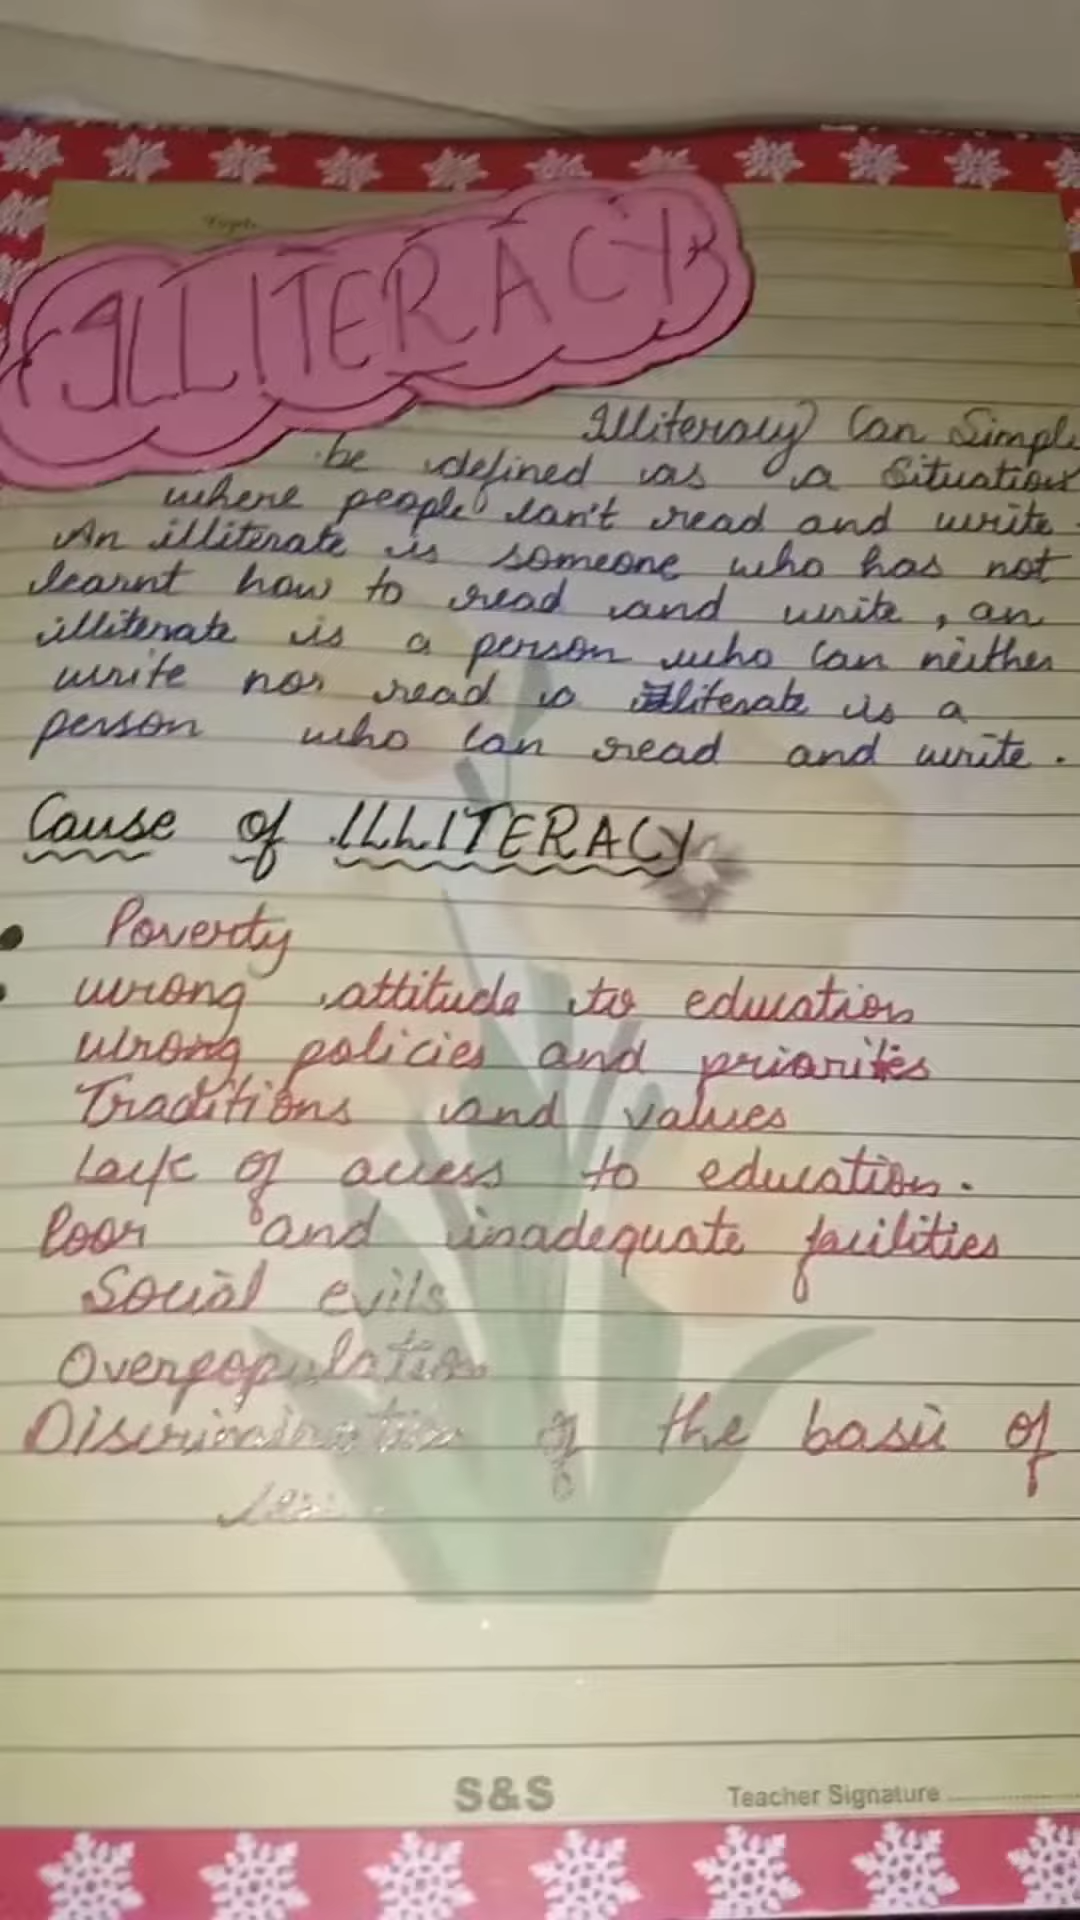 Topic
ILLITERACY
Illiteracy Can Simpl
be defined as a Situation
where people can't read and write.
An illiterate is someone who has not
learnt how to read and write, an
illiterate is a person who can neither
write nor read is illiterate is a
person who can read and write.
Cause of ILLITERACY
Poverty
wrong attitude to education
wrong policies and priorities
Traditions and values
Lack of access to education.
Poor and inadequate facilities
Social evils
Overpopulation
Discrimination of the basic of
S&S
Teacher Signature